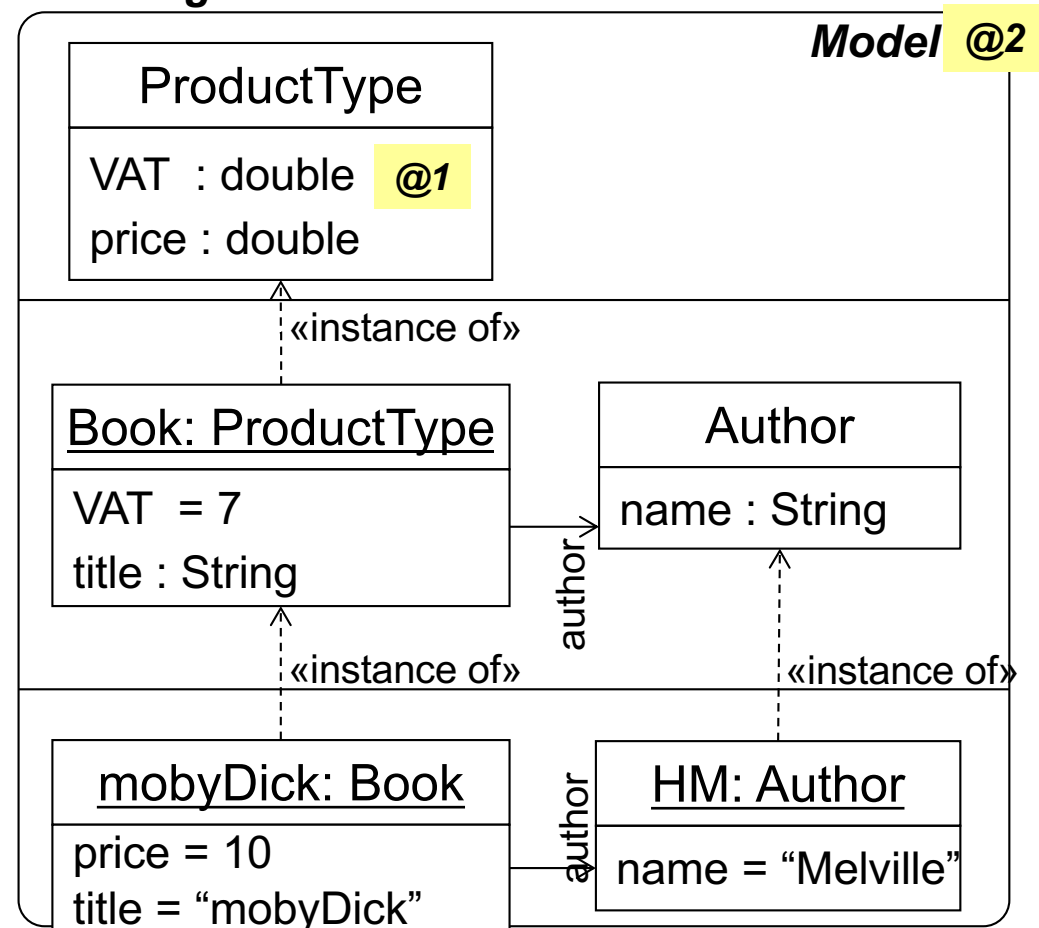 Model @2
ProductType
VAT : double @1
price : double
«instance of»
Book: ProductType
VAT = 7
title : String
Author
name : String
author
«instance of»
«instance of»
mobyDick: Book
price = 10
title = “mobyDick”
author
HM: Author
name = “Melville”